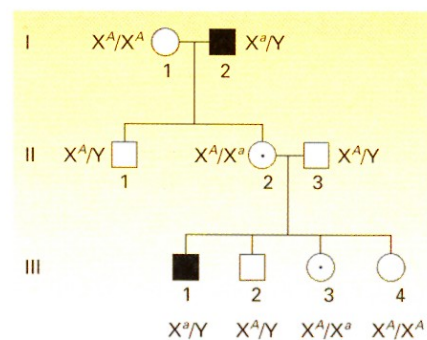 I X^A/X^A X^a/Y
1 2
II X^A/Y X^A/X^a X^A/Y
1 2 3
III
1 2 3 4
X^a/Y X^A/Y X^A/X^a X^A/X^A